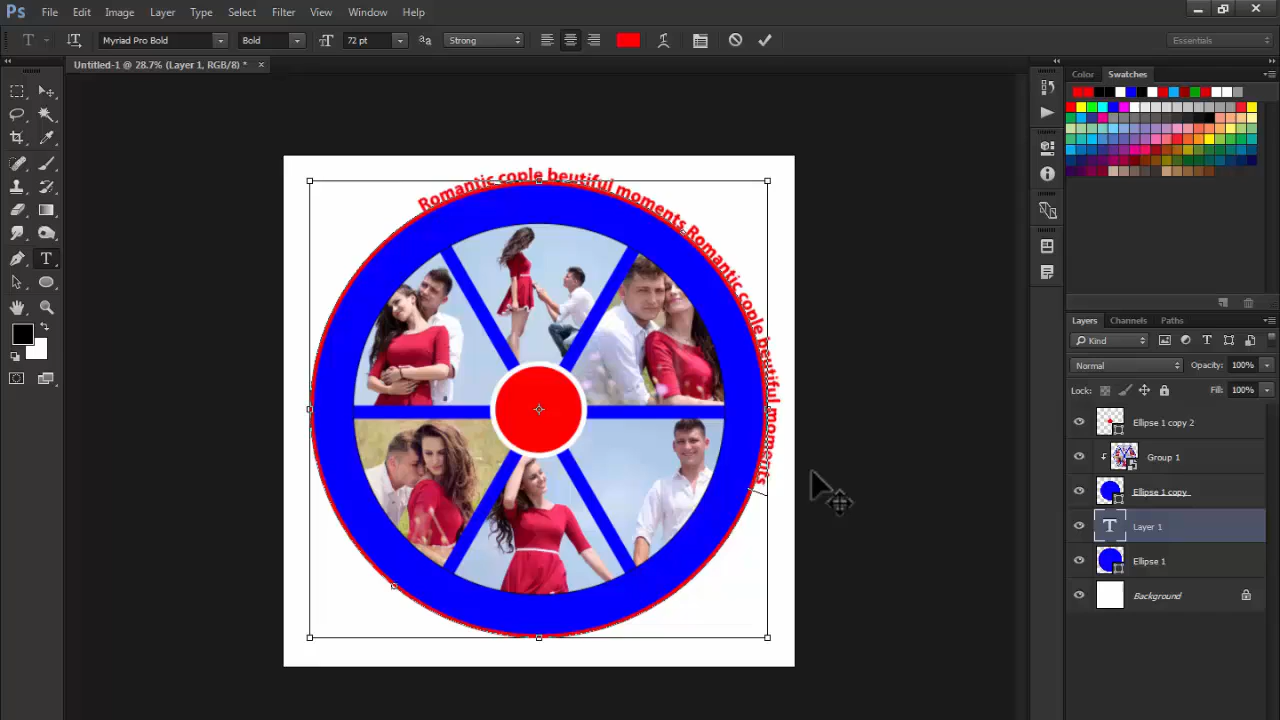 Ps File Edit Image Layer Type Select Filter View Window Help
T Myriad Pro Bold Bold 72 pt aa Strong Essentials
Untitled-1 @ 28.7% (Layer 1, RGB/8) * ×
Color Swatches
Romantic cople beutiful moments Romantic cople beutiful moments
Layers Channels Paths
Kind
Normal Opacity: 100%
Lock: Fill: 100%
Ellipse 1 copy 2
Group 1
Ellipse 1 copy
T Layer 1
Ellipse 1
Background